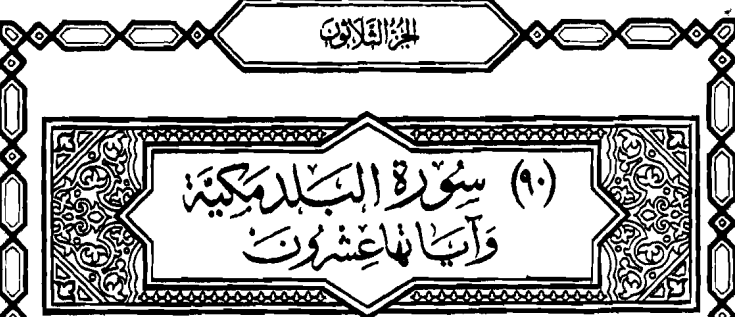 الجزء الثلاثون
(٩٠) سورة البلد مكية
وآياتها عشرون